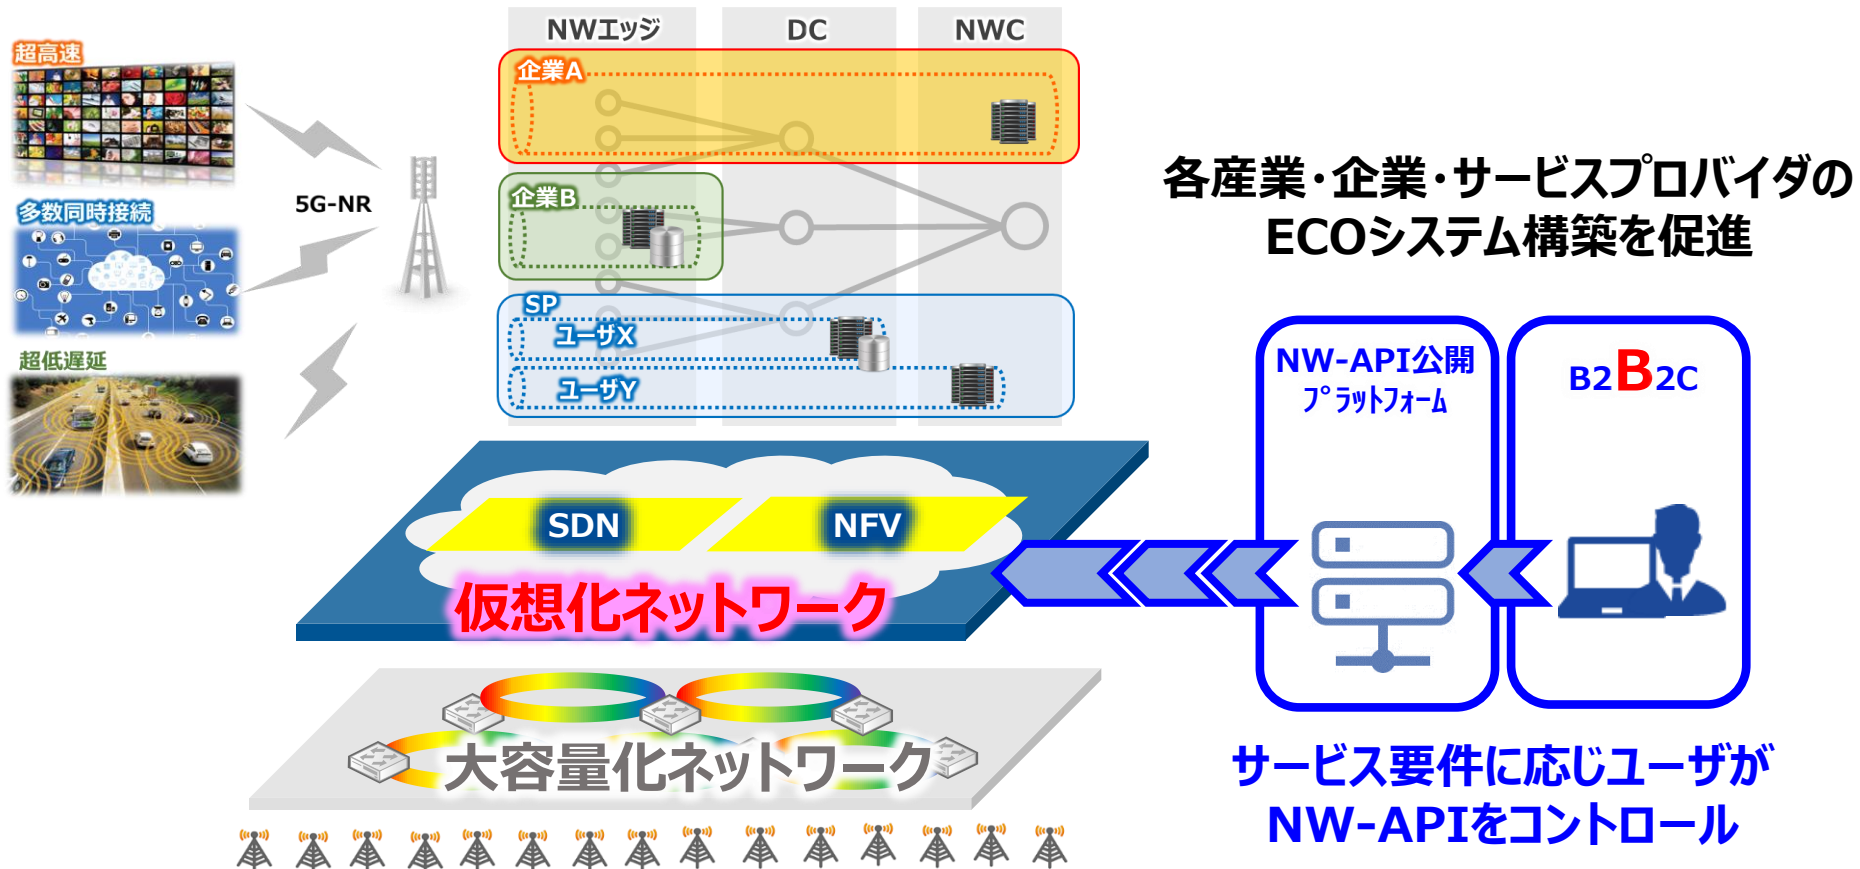 NWエッジ
DC
NWC
超高速
企業A
5G-NR
多数同時接続
企業B
超低遅延
SP
ユーザX
ユーザY
各産業・企業・サービスプロバイダの
ECOシステム構築を促進
NW-API公開
プラットフォーム
B2B2C
SDN
NFV
仮想化ネットワーク
大容量化ネットワーク
サービス要件に応じユーザが
NW-APIをコントロール